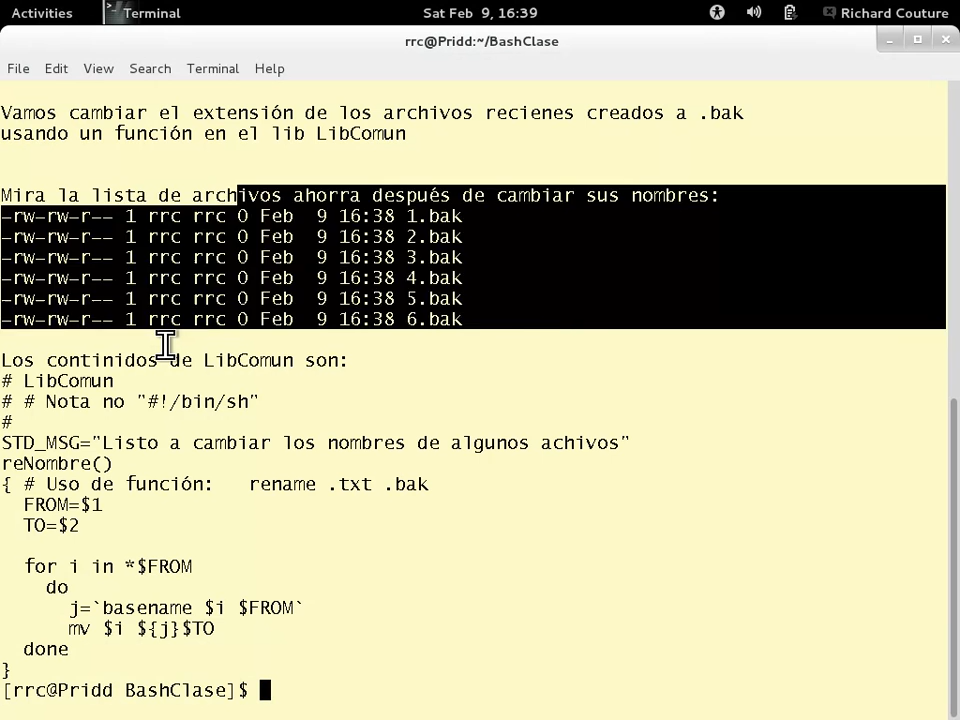 Activities Terminal Sat Feb 9, 16:39 Richard Couture
rrc@Pridd:~/BashClase
File Edit View Search Terminal Help
Vamos cambiar el extensión de los archivos recienes creados a .bak
usando un función en el lib LibComun
Mira la lista de archivos ahorra después de cambiar sus nombres:
-rw-rw-r-- 1 rrc rrc 0 Feb  9 16:38 1.bak
-rw-rw-r-- 1 rrc rrc 0 Feb  9 16:38 2.bak
-rw-rw-r-- 1 rrc rrc 0 Feb  9 16:38 3.bak
-rw-rw-r-- 1 rrc rrc 0 Feb  9 16:38 4.bak
-rw-rw-r-- 1 rrc rrc 0 Feb  9 16:38 5.bak
-rw-rw-r-- 1 rrc rrc 0 Feb  9 16:38 6.bak
Los continidos de LibComun son:
# LibComun
# # Nota no "#!/bin/sh"
#
STD_MSG="Listo a cambiar los nombres de algunos achivos"
reNombre()
{ # Uso de función:   rename .txt .bak
  FROM=$1
  TO=$2
  for i in *$FROM
    do
      j=`basename $i $FROM`
      mv $i ${j}$TO
  done
}
[rrc@Pridd BashClase]$